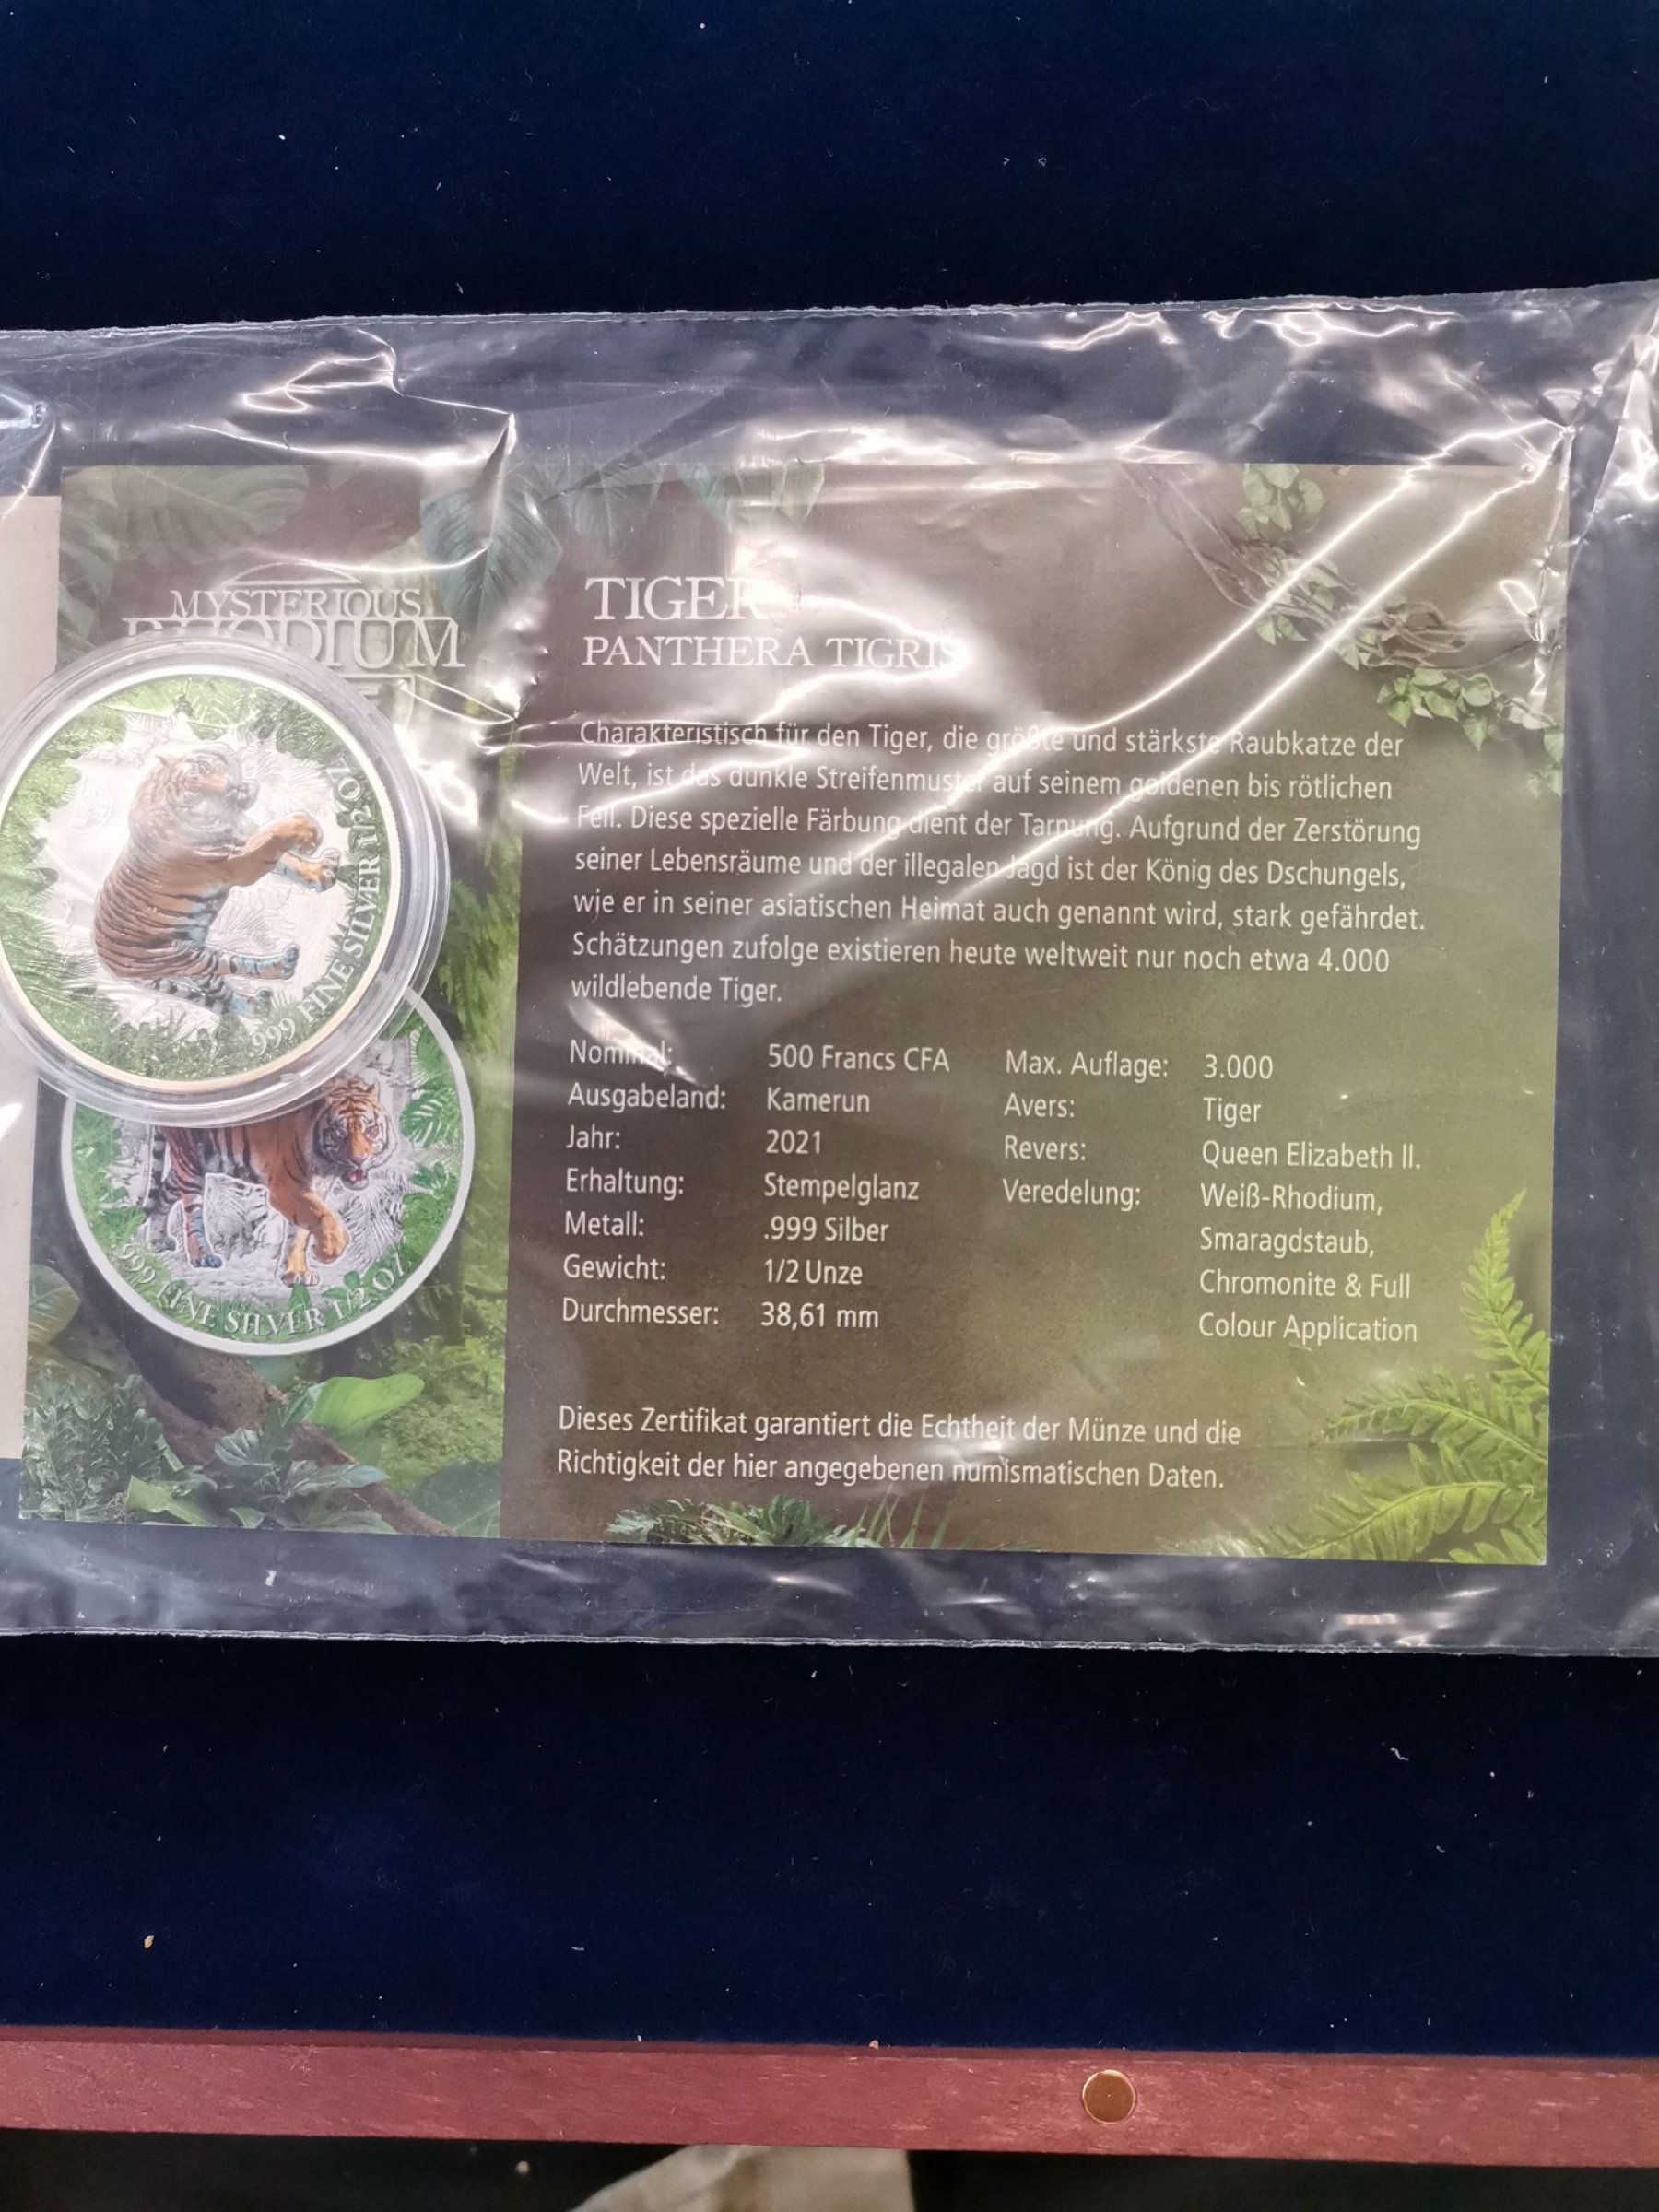 MYSTERIOUS
RHODIUM
TIGER
PANTHERA TIGRIS
Charakteristisch für den Tiger, die größte und stärkste Raubkatze der
Welt, ist das dunkle Streifenmuster auf seinem goldenen bis rötlichen
Fell. Diese spezielle Färbung dient der Tarnung. Aufgrund der Zerstörung
seiner Lebensräume und der illegalen Jagd ist der König des Dschungels,
wie er in seiner asiatischen Heimat auch genannt wird, stark gefährdet.
Schätzungen zufolge existieren heute weltweit nur noch etwa 4.000
wildlebende Tiger.
Nominal: 500 Francs CFA Max. Auflage: 3.000
Ausgabeland: Kamerun Avers: Tiger
Jahr: 2021 Revers: Queen Elizabeth II.
Erhaltung: Stempelglanz Veredelung: Weiß-Rhodium,
Metall: .999 Silber Smaragdstaub,
Gewicht: 1/2 Unze Chromonite & Full
Durchmesser: 38,61 mm Colour Application
Dieses Zertifikat garantiert die Echtheit der Münze und die
Richtigkeit der hier angegebenen numismatischen Daten.
.999 FINE SILVER 1/2 OZ
.999 FINE SILVER 1/2 OZ